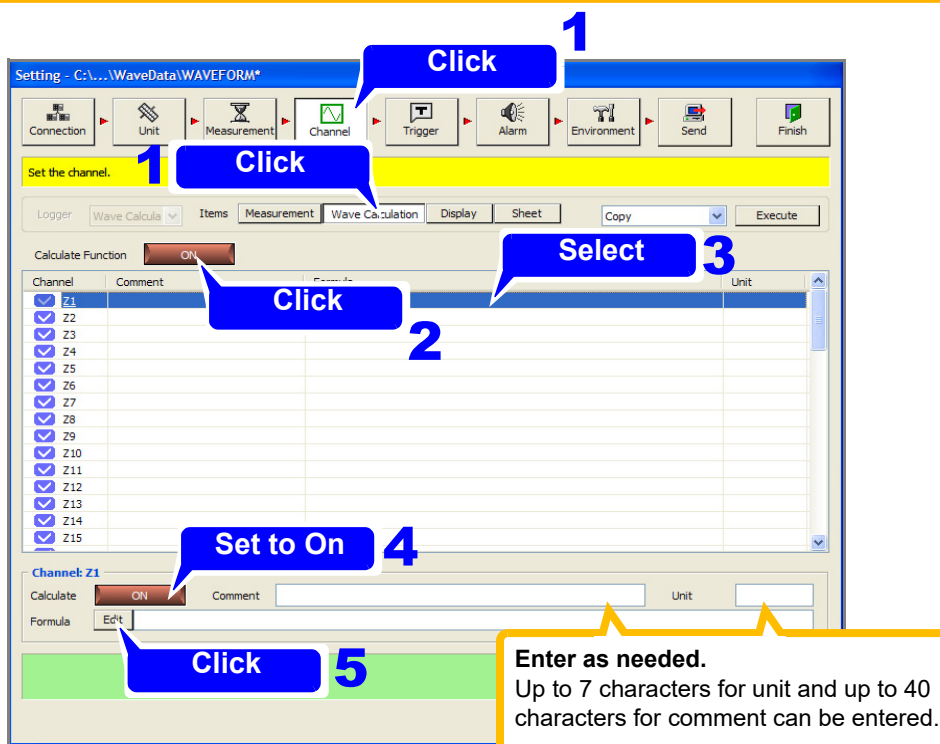 1
Click
Setting - C:\...\WaveData\WAVEFORM*
Connection
Unit
Measurement
Channel
Trigger
Alarm
Environment
Send
Finish
1
Click
Set the channel.
Logger
Wave Calcula
Items
Measurement
Wave Calculation
Display
Sheet
Copy
Execute
Select
3
Calculate Function
ON
Channel
Comment
Formula
Unit
Click
2
Z1
Z2
Z3
Z4
Z5
Z6
Z7
Z8
Z9
Z10
Z11
Z12
Z13
Z14
Z15
Set to On
4
Channel: Z1
Calculate
ON
Comment
Unit
Formula
Edit
Click
5
Enter as needed.
Up to 7 characters for unit and up to 40
characters for comment can be entered.